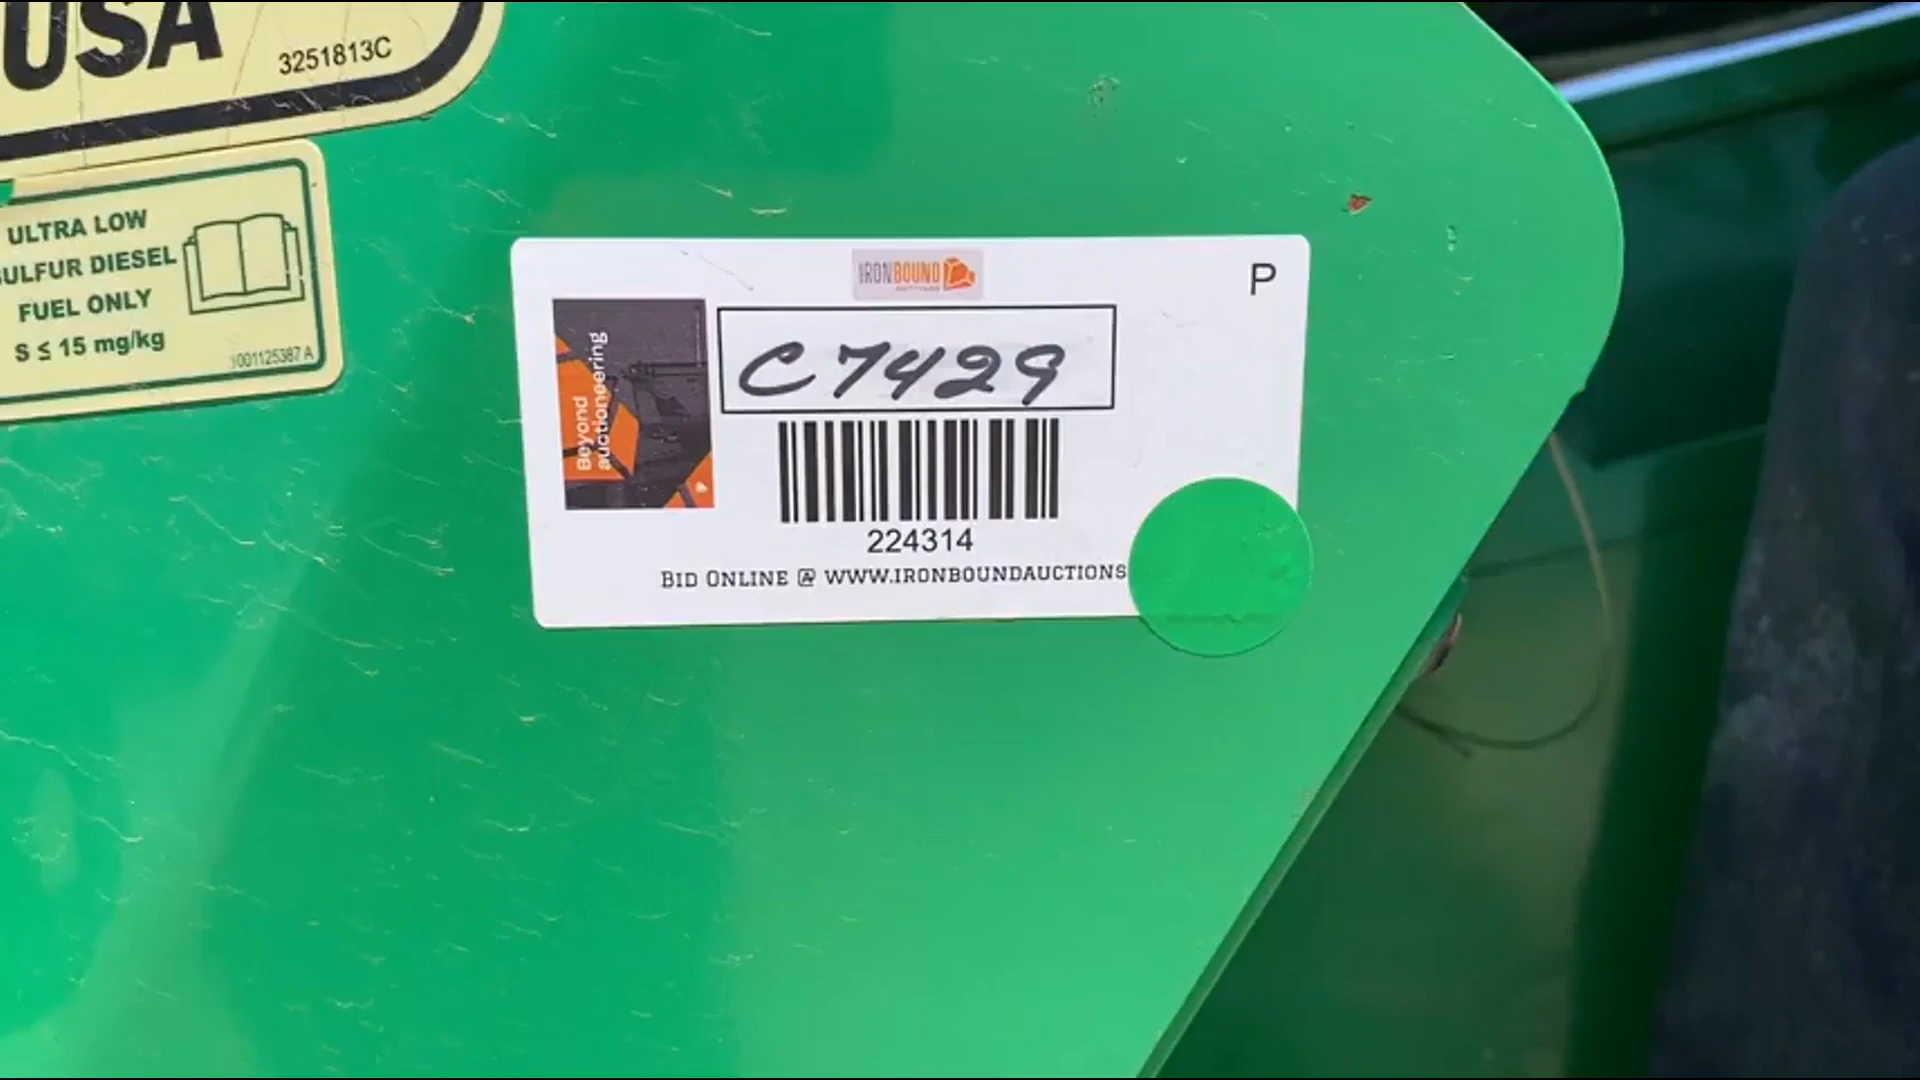 USA
3251813C
ULTRA LOW
SULFUR DIESEL
FUEL ONLY
S ≤ 15 mg/kg
1001125387 A
IRONBOUND
P
Beyond
auctioneering
C7429
224314
BID ONLINE @ WWW.IRONBOUNDAUCTIONS